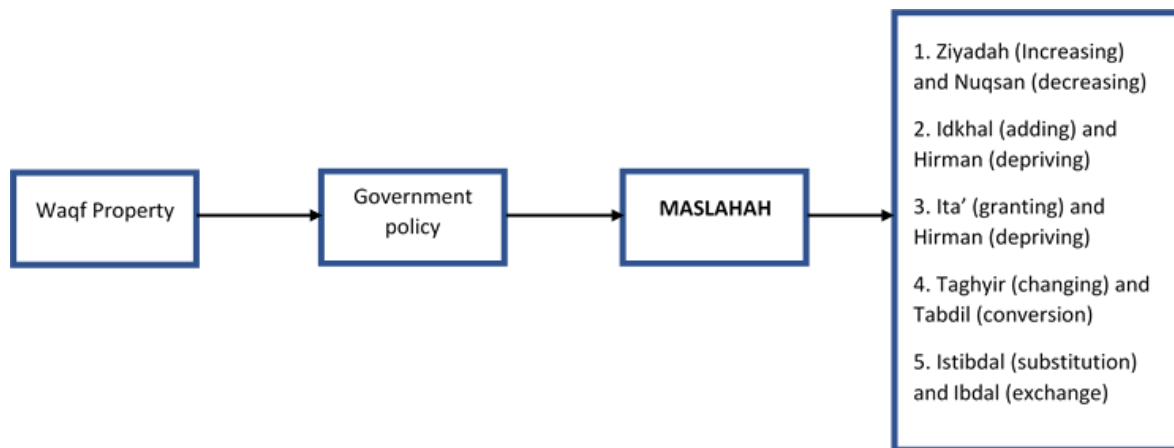 Waqf Property
Government
policy
MASLAHAH
1. Ziyadah (Increasing)
and Nuqsan (decreasing)
2. Idkhal (adding) and
Hirman (depriving)
3. Ita’ (granting) and
Hirman (depriving)
4. Taghyir (changing) and
Tabdil (conversion)
5. Istibdal (substitution)
and Ibdal (exchange)